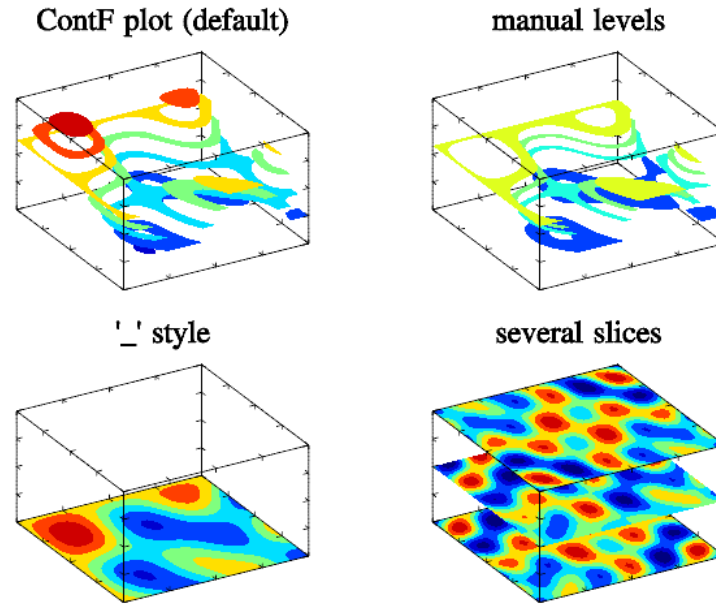 ContF plot (default)
manual levels
'_' style
several slices